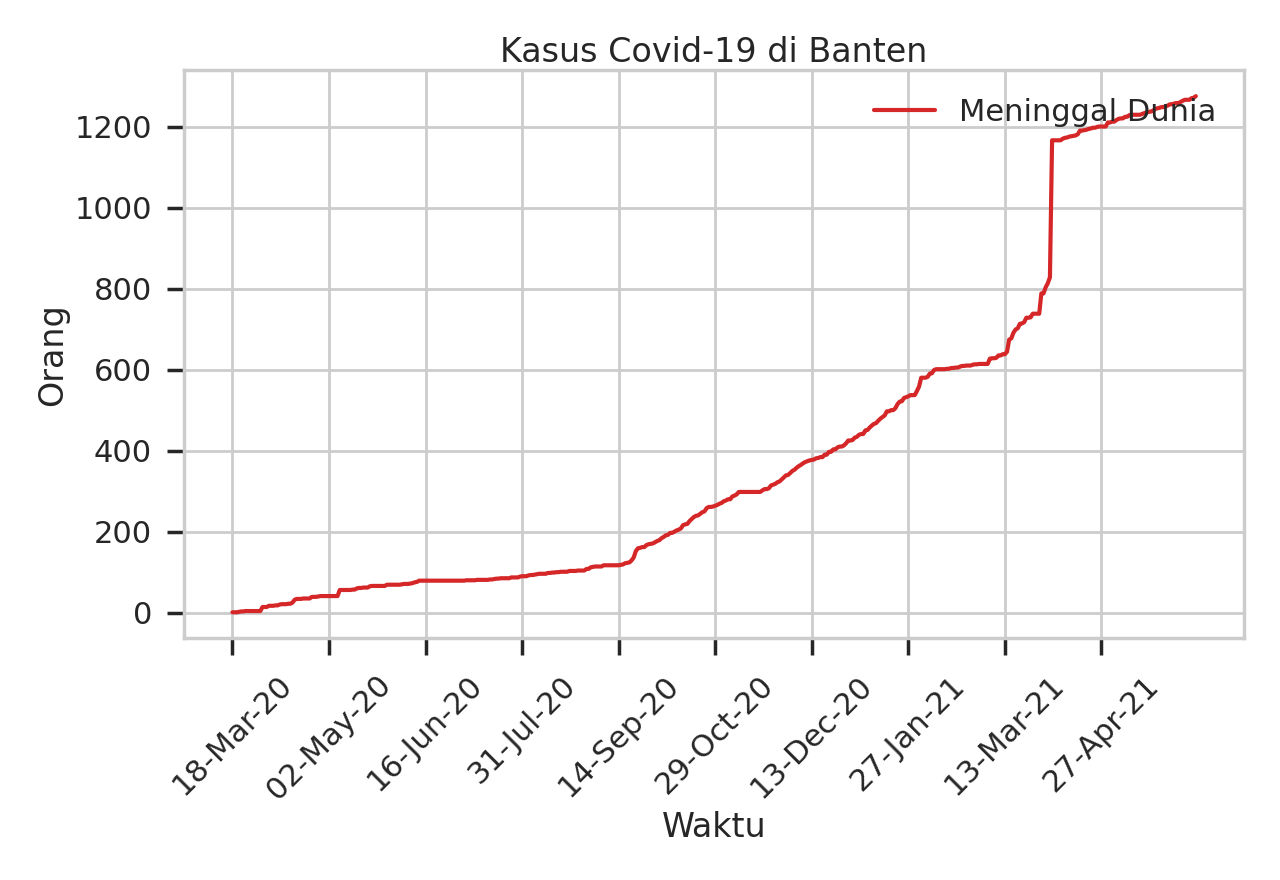 Kasus Covid-19 di Banten
Meninggal Dunia
1200
1000
800
600
400
200
0
Orang
18-Mar-20
02-May-20
16-Jun-20
31-Jul-20
14-Sep-20
29-Oct-20
13-Dec-20
27-Jan-21
13-Mar-21
27-Apr-21
Waktu